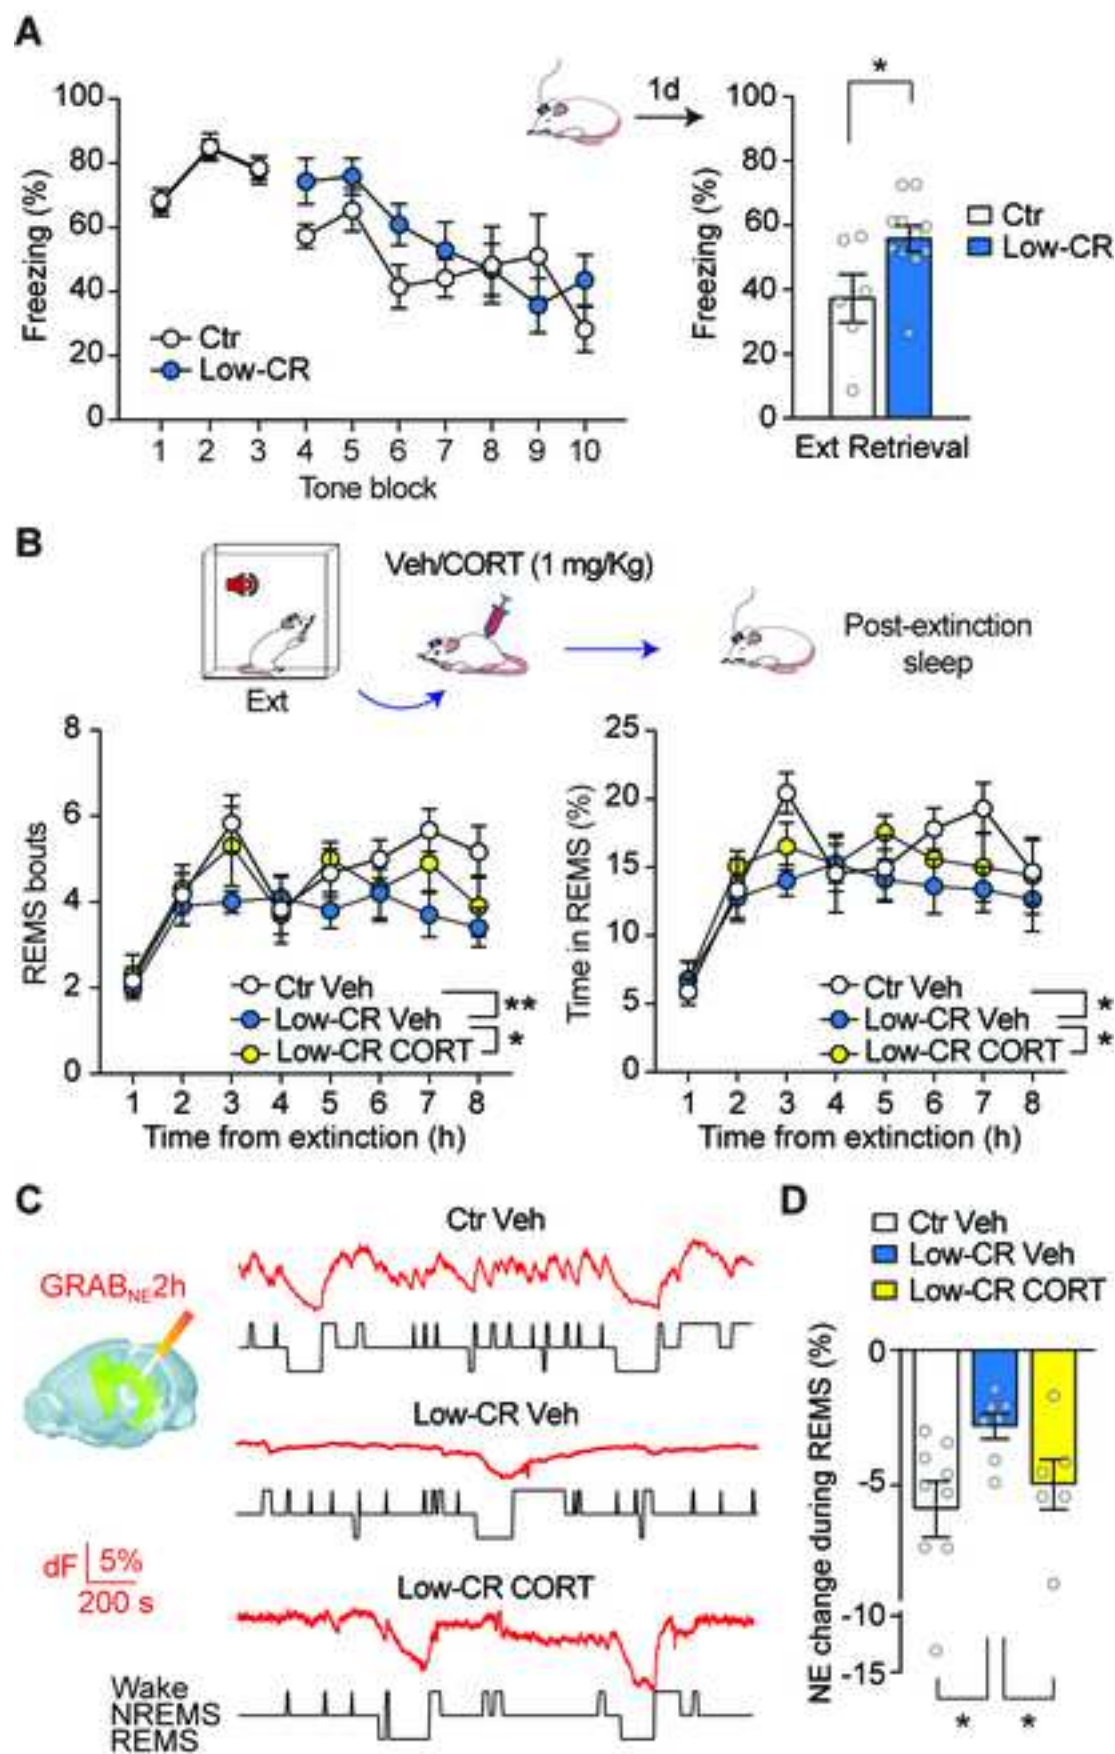 A
1d
*
100
80
60
40
20
0
Freezing (%)
Ctr
Low-CR
1 2 3 4 5 6 7 8 9 10
Tone block
100
80
60
40
20
0
Freezing (%)
Ctr
Low-CR
Ext Retrieval
B
Veh/CORT (1 mg/Kg)
Ext
Post-extinction
sleep
8
6
4
2
0
REMS bouts
Ctr Veh
Low-CR Veh
Low-CR CORT
**
*
1 2 3 4 5 6 7 8
Time from extinction (h)
25
20
15
10
5
0
Time in REMS (%)
Ctr Veh
Low-CR Veh
Low-CR CORT
*
*
1 2 3 4 5 6 7 8
Time from extinction (h)
C
GRABNE2h
Ctr Veh
Low-CR Veh
Low-CR CORT
dF 5%
200 s
Wake
NREMS
REMS
D
Ctr Veh
Low-CR Veh
Low-CR CORT
NE change during REMS (%)
0
-5
-10
-15
* *